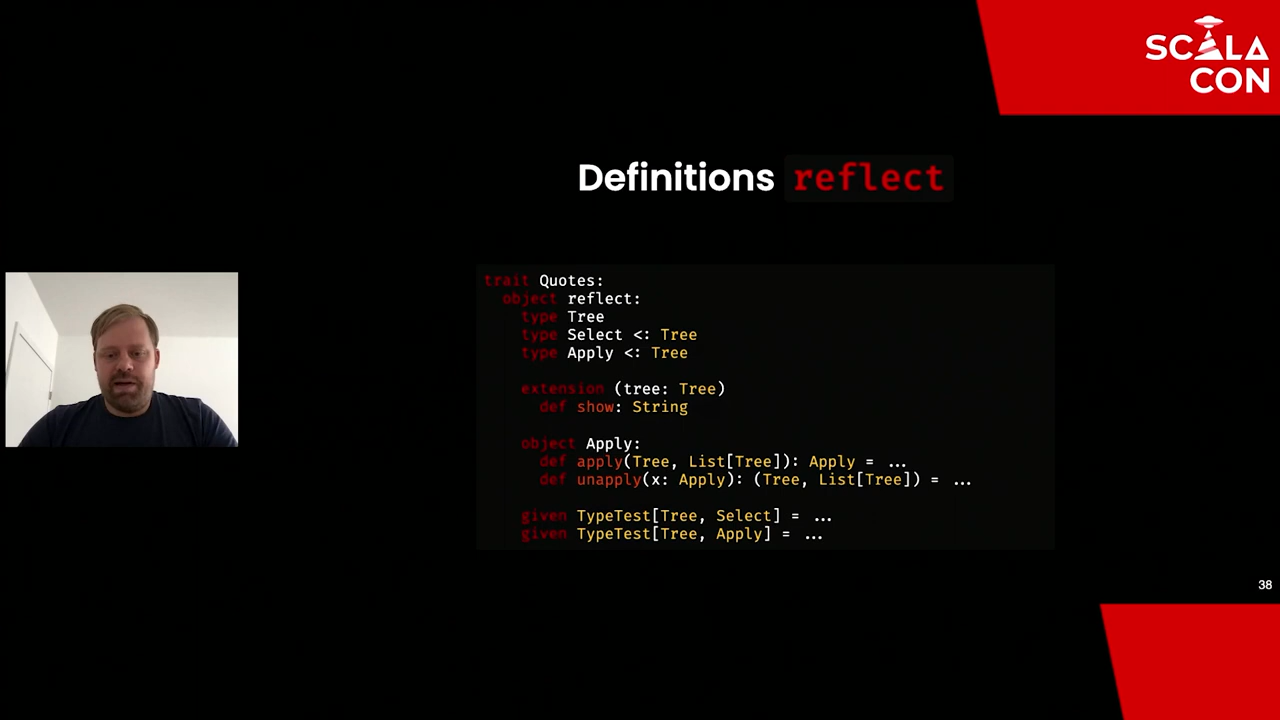 SCALA
CON
Definitions reflect
trait Quotes:
object reflect:
type Tree
type Select <: Tree
type Apply <: Tree
extension (tree: Tree)
def show: String
object Apply:
def apply(Tree, List[Tree]): Apply = ...
def unapply(x: Apply): (Tree, List[Tree]) = ...
given TypeTest[Tree, Select] = ...
given TypeTest[Tree, Apply] = ...
38